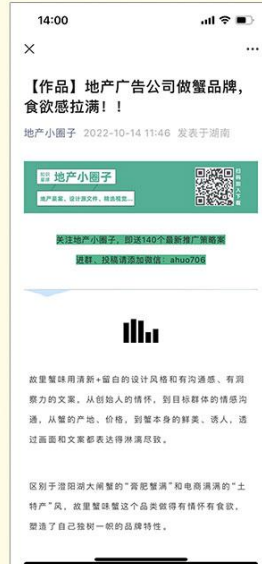 14:00
【作品】地产广告公司做蟹品牌,
食欲感拉满！！
地产小圈子 2022-10-14 11:46 发表于湖南
地产小圈子
关注地产小圈子，即送140个最新推广策略案
进群、投稿请添加微信：ahuo706
故里蟹味用清新+留白的设计风格和有沟通感、有洞
察力的文案。从创始人的情怀，到目标群体的情感沟
通，从蟹的产地、价格，到蟹本身的鲜美、诱人，透
过画面和文案都表达得淋漓尽致。
区别于澄阳湖大闸蟹的“膏肥蟹满”和电商满满的“土
特产”风，故里蟹味蟹这个品类做得有情怀有食欲，
塑造了自己独树一帜的品牌特性。